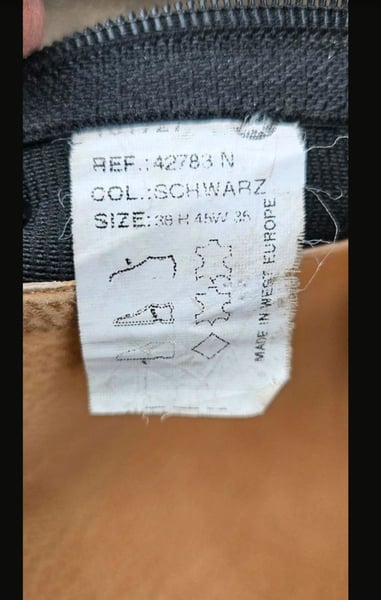 REF.:42783 N
COL.:SCHWARZ
SIZE:38 H 45W 35
MADE IN WEST EUROPE